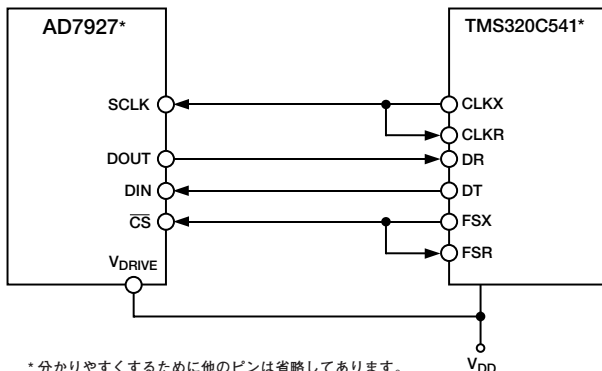 AD7927*
TMS320C541*
SCLK
CLKX
CLKR
DOUT
DR
DIN
DT
CS
FSX
FSR
VDRIVE
VDD
* 分かりやすくするために他のピンは省略してあります。